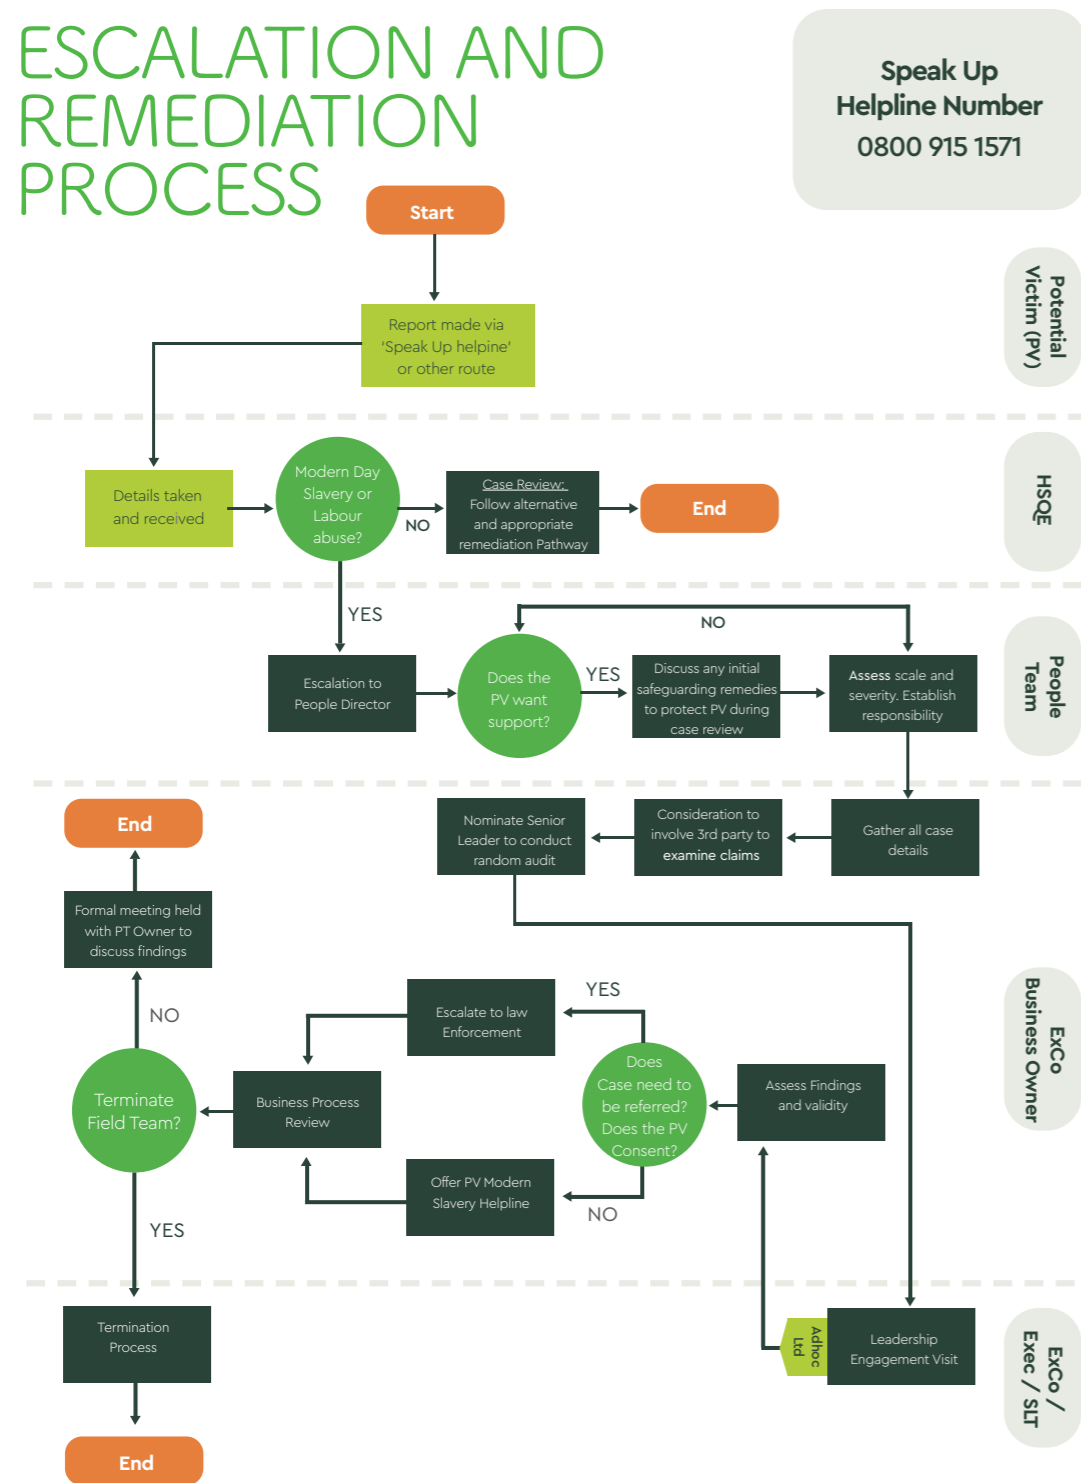 ESCALATION AND
REMEDIATION
PROCESS
Speak Up
Helpline Number
0800 915 1571
Start
Potential
Victim (PV)
Report made via
'Speak Up helpine'
or other route
HSQE
Details taken
and received
Modern Day
Slavery or
Labour
abuse?
NO
Case Review:
Follow alternative
and appropriate
remediation Pathway
End
YES
People
Team
Escalation to
People Director
Does the
PV want
support?
YES
NO
Discuss any initial
safeguarding remedies
to protect PV during
case review
Assess scale and
severity. Establish
responsibility
ExCo
Business Owner
Gather all case
details
Consideration to
involve 3rd party to
examine claims
Nominate Senior
Leader to conduct
random audit
End
Formal meeting held
with PT Owner to
discuss findings
NO
Terminate
Field Team?
YES
Business Process
Review
Escalate to law
Enforcement
YES
Does
Case need to
be referred?
Does the PV
Consent?
NO
Offer PV Modern
Slavery Helpline
Assess Findings
and validity
ExCo /
Exec / SLT
Termination
Process
Adhoc
Ltd
Leadership
Engagement Visit
End